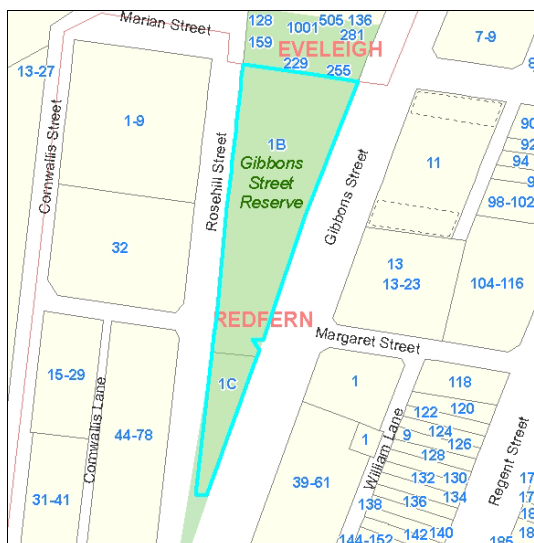 Marian Street
128
1001
505
136
159
281
EVELEIGH
229
255
7-9
13-27
1-9
Cornwallis Street
Rosehill Street
1B
Gibbons
Street
Reserve
Gibbons Street
11
90
92
94
98-102
32
13
13-23
104-116
REDFERN
Margaret Street
15-29
Cornwallis Lane
44-78
1C
1
118
122
120
William Lane
1
9
124
126
128
Regent Street
31-41
39-61
132
130
138
136
134
144-152
142
140
185